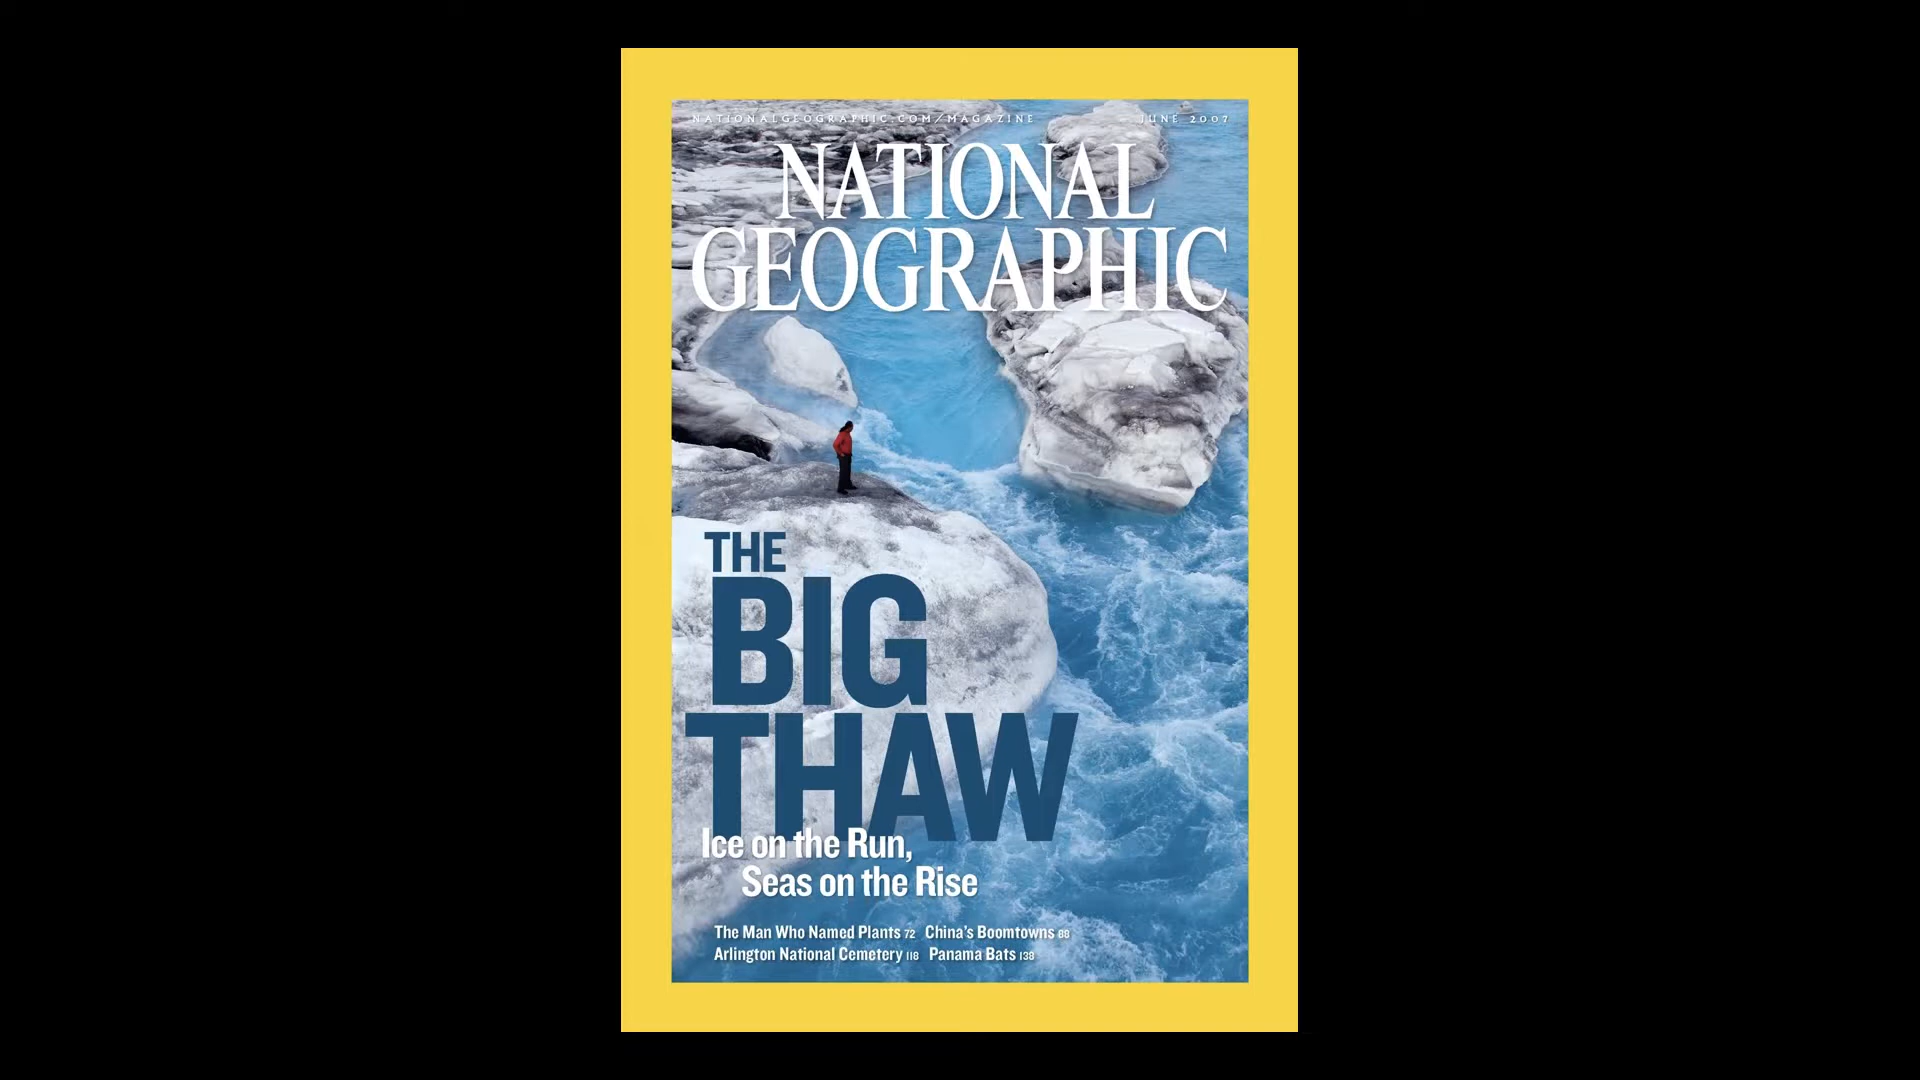 NATIONALGEOGRAPHIC.COM/MAGAZINE JUNE 2007
NATIONAL
GEOGRAPHIC
THE
BIG
THAW
Ice on the Run,
Seas on the Rise
The Man Who Named Plants 72 China's Boomtowns 88
Arlington National Cemetery 116 Panama Bats 138